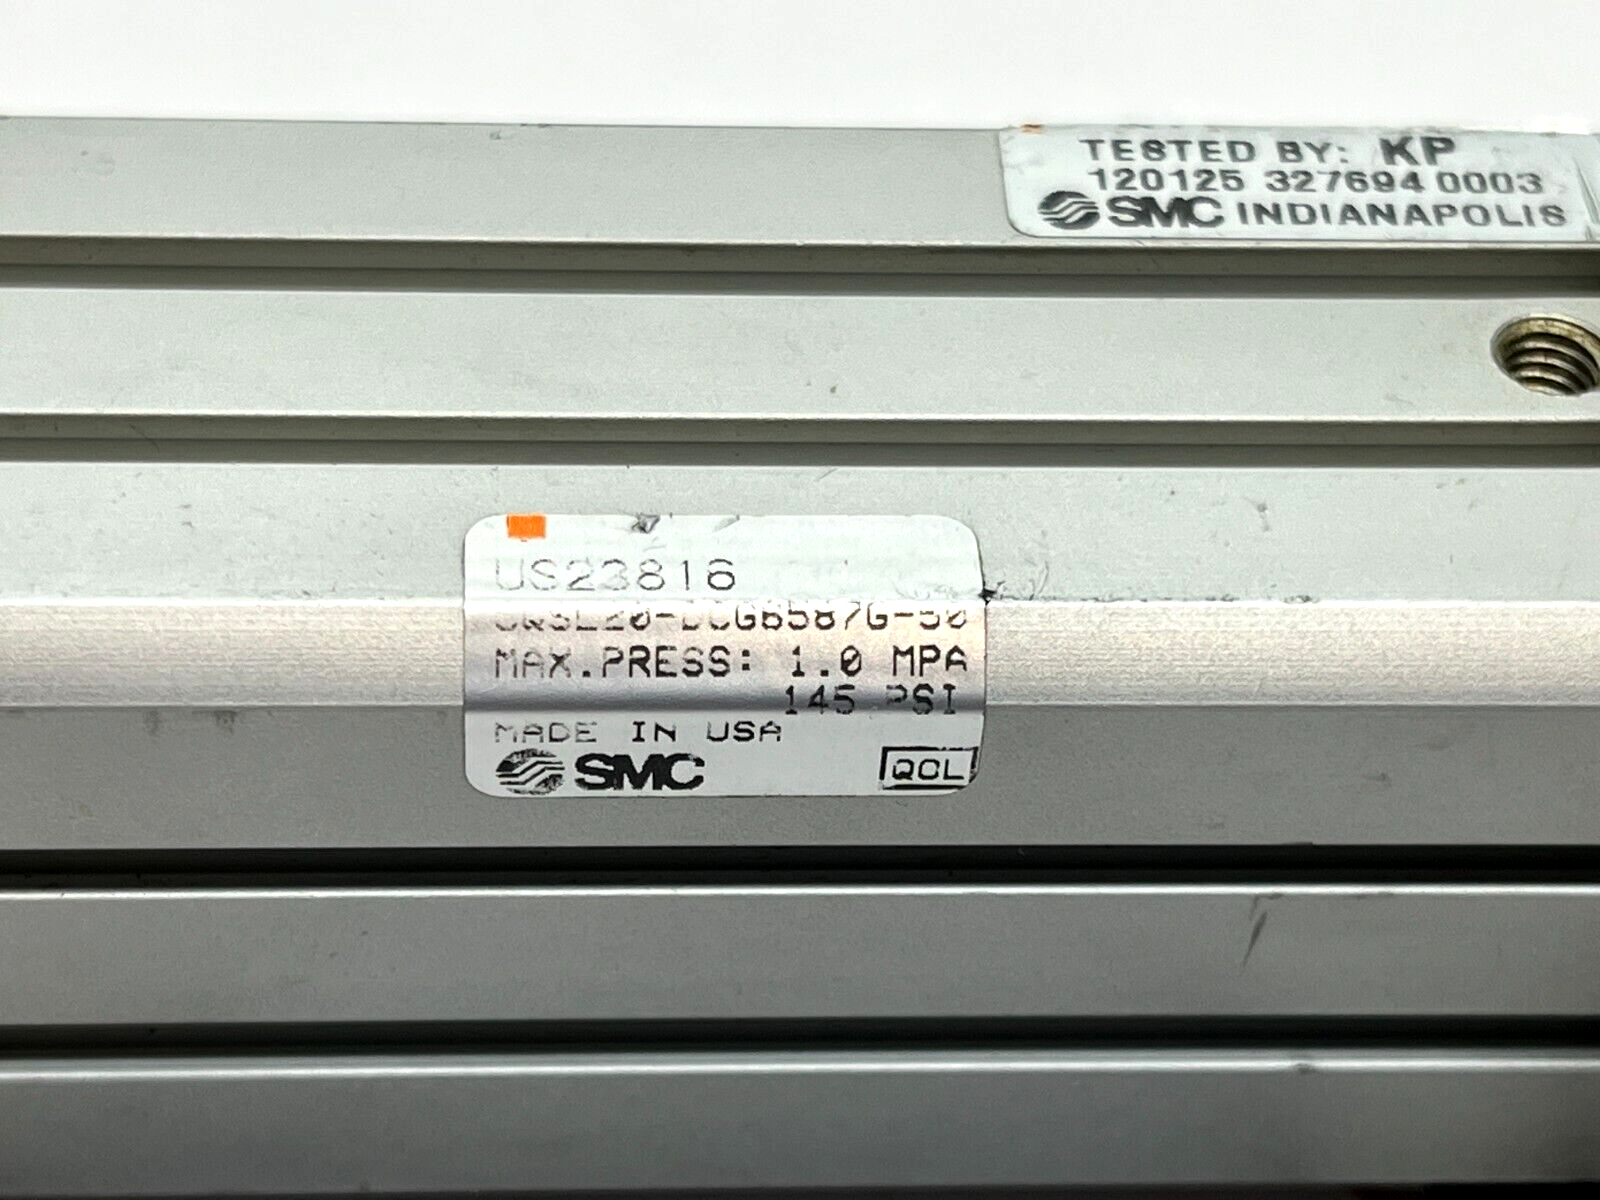 TESTED BY: KP
120125 327694 0003
SMC INDIANAPOLIS
US23816
MAX.PRESS: 1.0 MPA
145 PSI
MADE IN USA
SMC
QCL